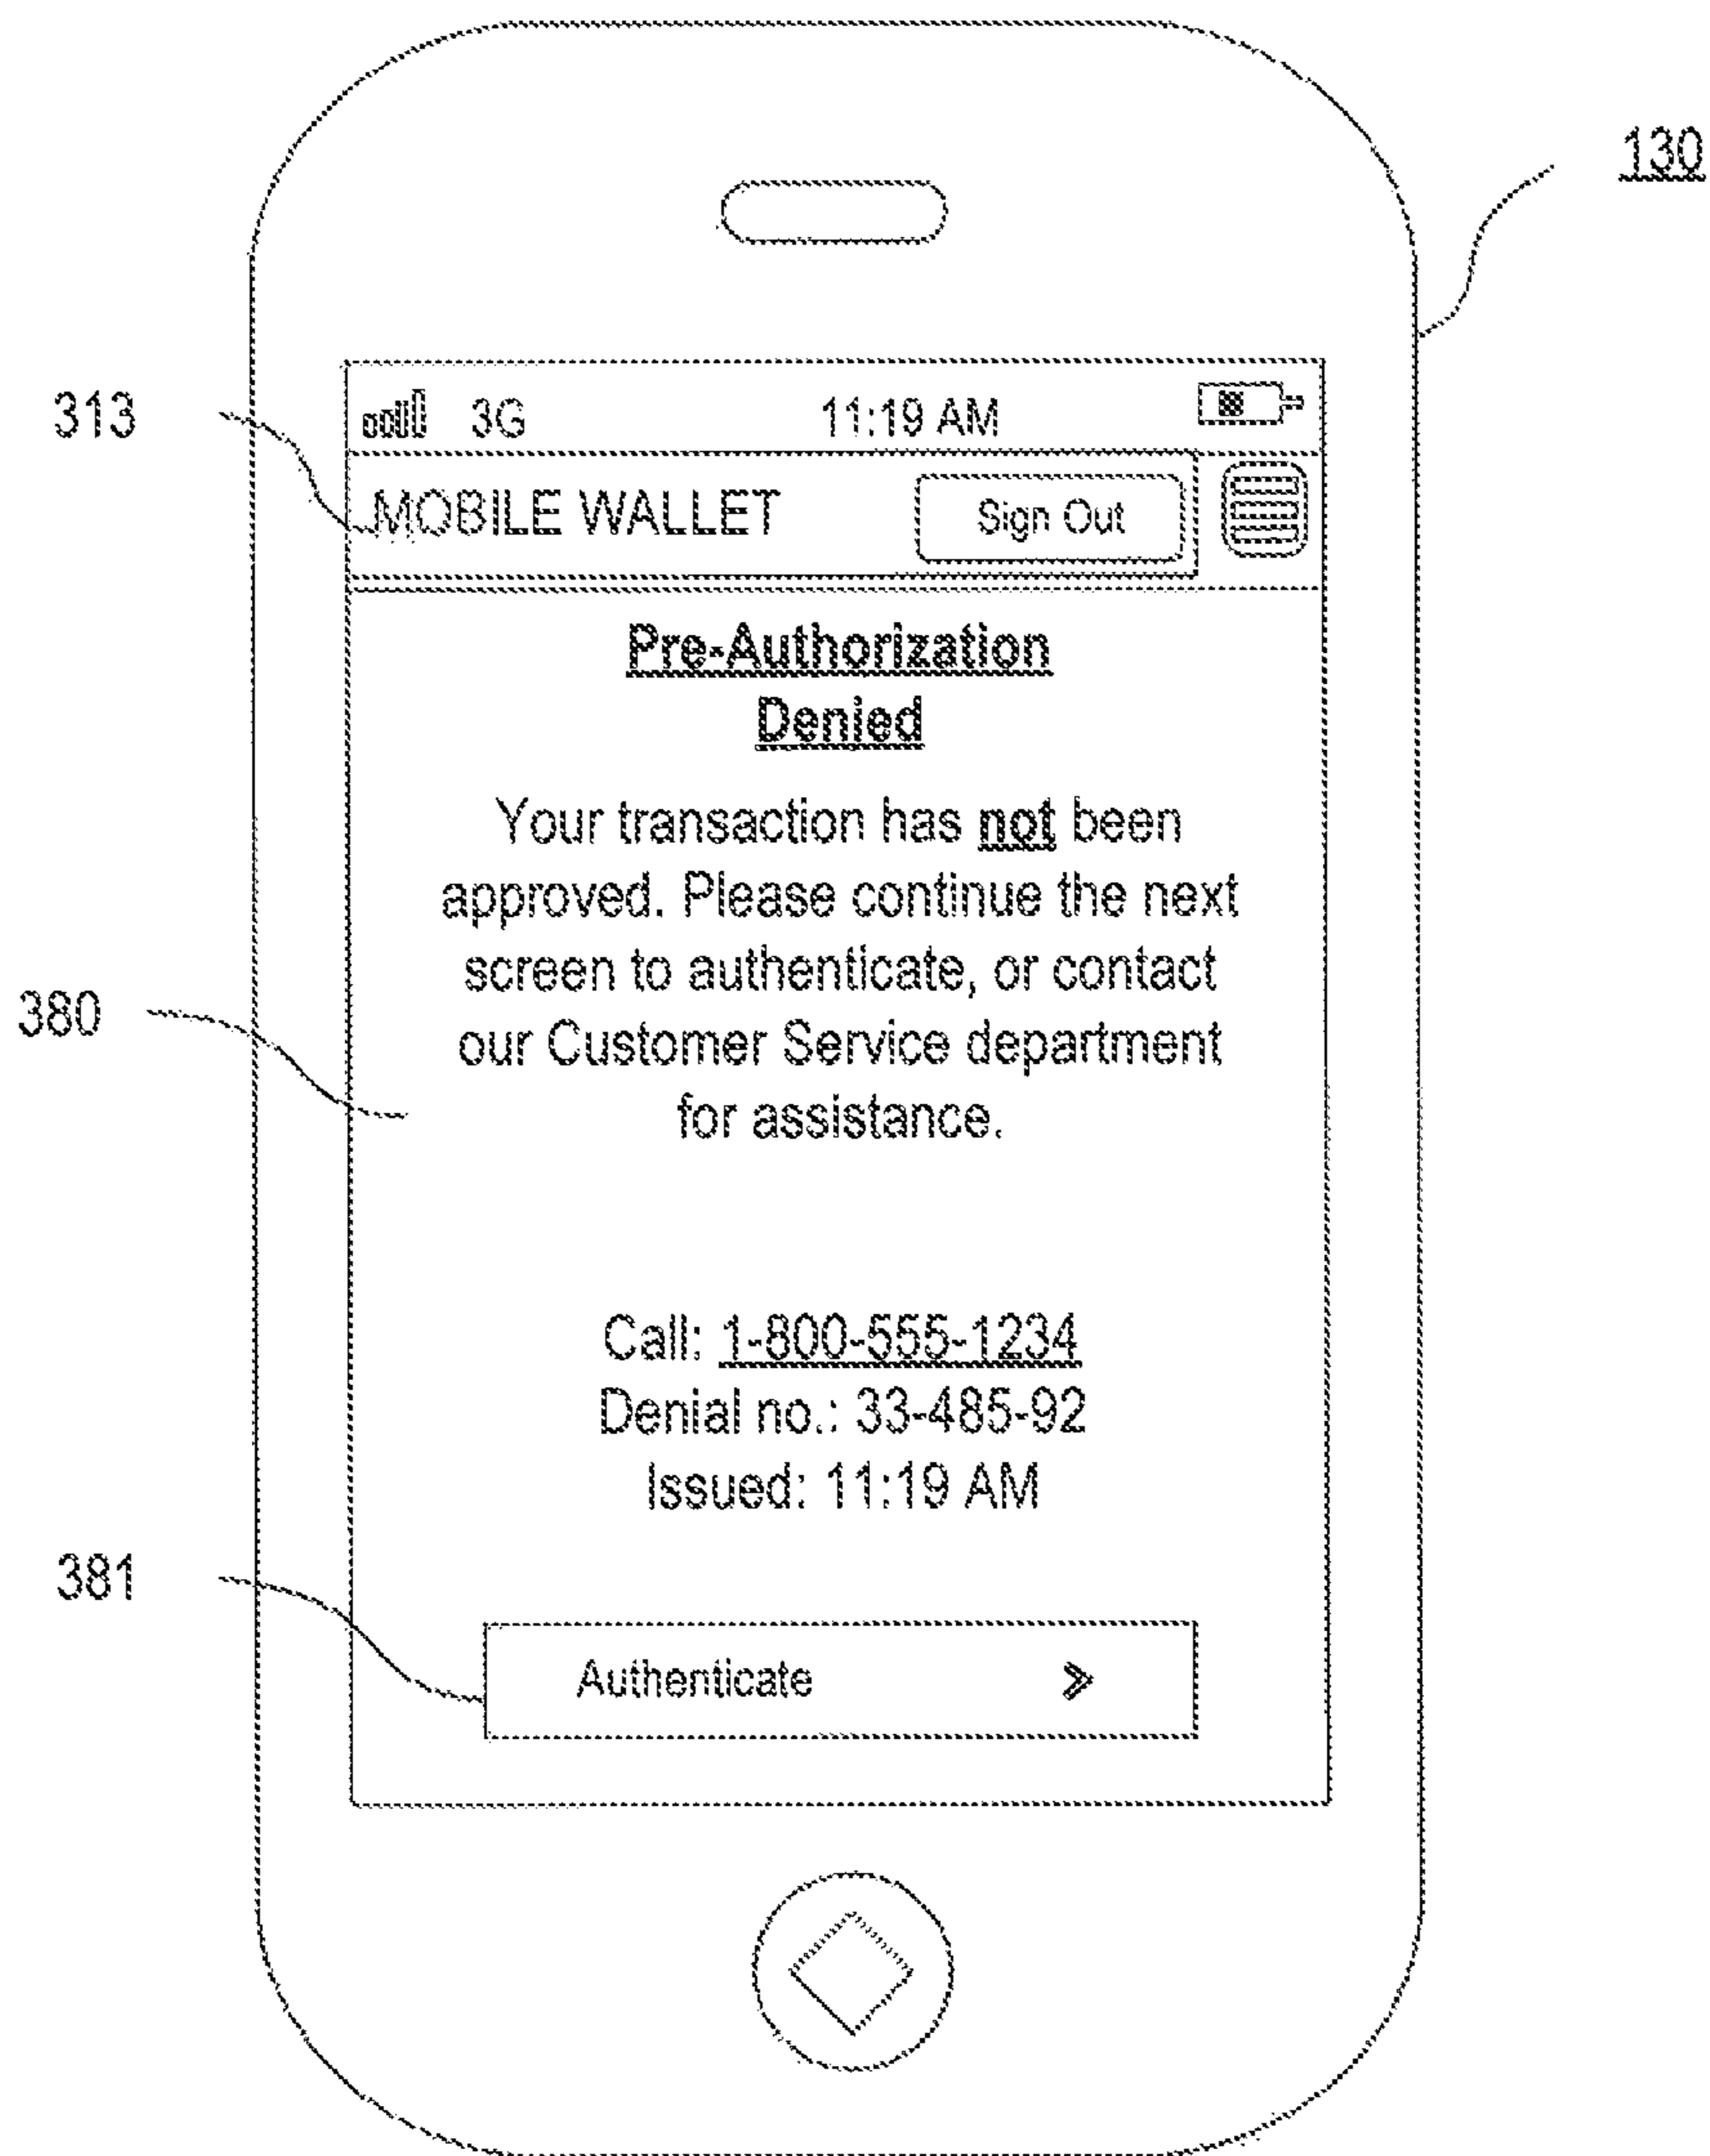 130
313
3G 11:19 AM
MOBILE WALLET Sign Out
Pre-Authorization
Denied
Your transaction has not been
approved. Please continue the next
screen to authenticate, or contact
380
our Customer Service department
for assistance.
Call: 1-800-555-1234
Denial no.: 33-485-92
Issued: 11:19 AM
381
Authenticate >>